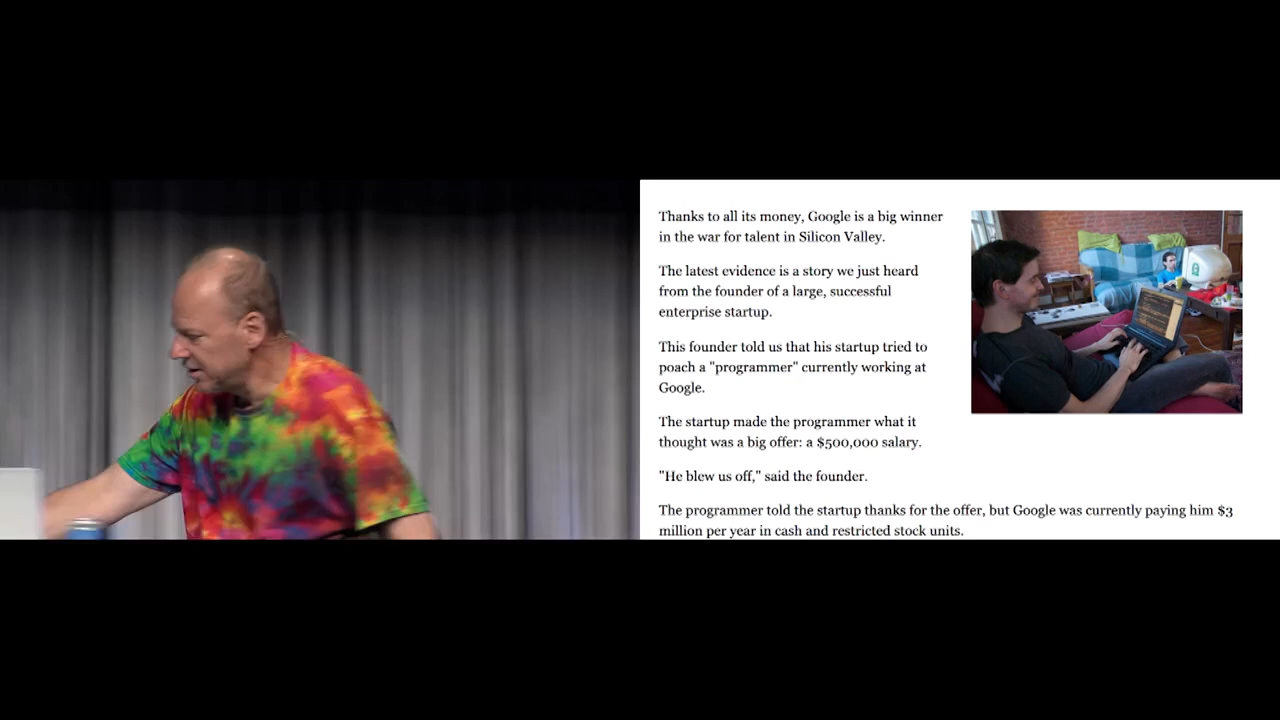 Thanks to all its money, Google is a big winner
in the war for talent in Silicon Valley.
The latest evidence is a story we just heard
from the founder of a large, successful
enterprise startup.
This founder told us that his startup tried to
poach a "programmer" currently working at
Google.
The startup made the programmer what it
thought was a big offer: a $500,000 salary.
"He blew us off," said the founder.
The programmer told the startup thanks for the offer, but Google was currently paying him $3
million per year in cash and restricted stock units.